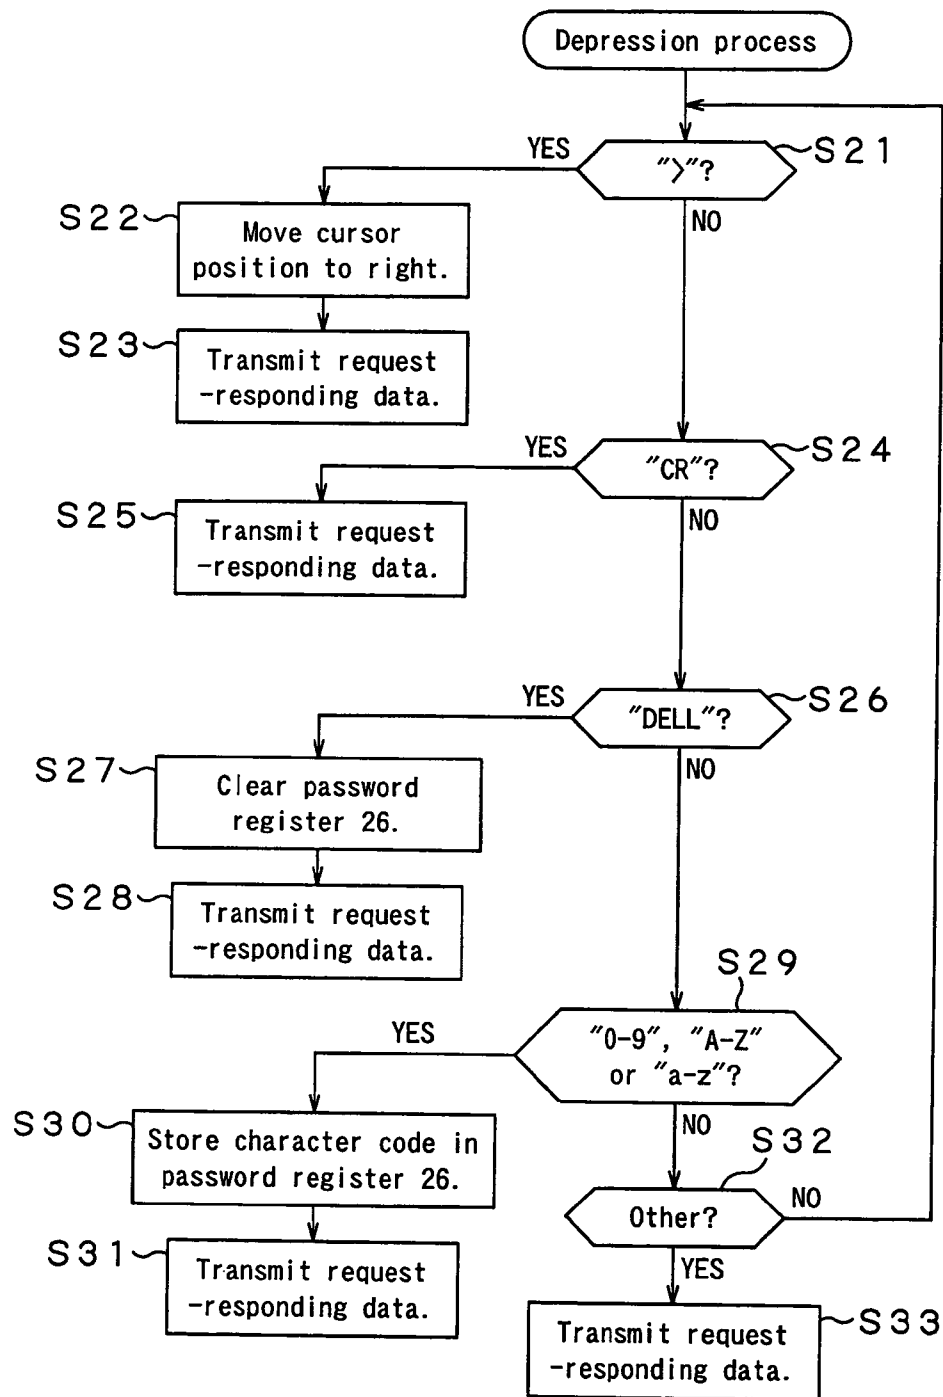 Depression process
S21
YES
">"?
S22
NO
Move cursor
position to right.
S23
Transmit request
-responding data.
YES
S24
"CR"?
S25
NO
Transmit request
-responding data.
YES
S26
"DELL"?
S27
NO
Clear password
register 26.
S28
Transmit request
-responding data.
S29
YES
"0-9", "A-Z"
or "a-z"?
S30
NO
S32
Store character code in
password register 26.
NO
Other?
S31
YES
Transmit request
-responding data.
S33
Transmit request
-responding data.